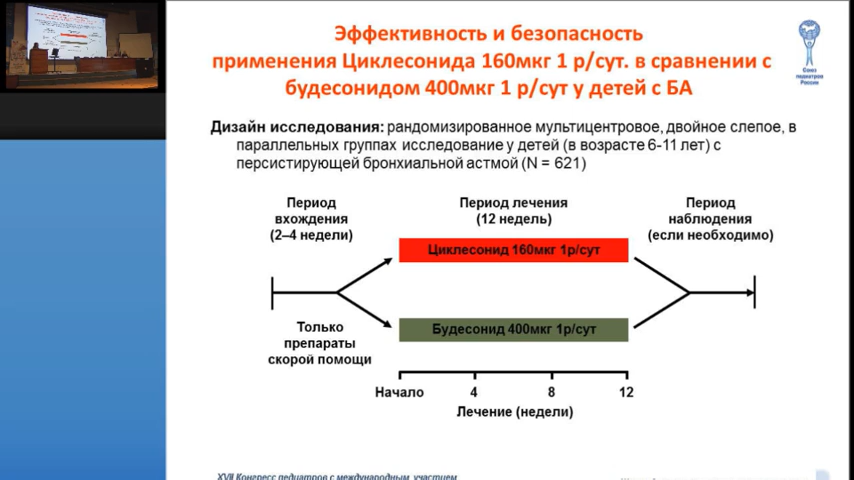 Эффективность и безопасность
применения Циклесонида 160мкг 1 р/сут. в сравнении с
будесонидом 400мкг 1 р/сут у детей с БА
Союз
педиатров
России
Дизайн исследования: рандомизированное мультицентровое, двойное слепое, в
параллельных группах исследование у детей (в возрасте 6-11 лет) с
персистирующей бронхиальной астмой (N = 621)
Период
вхождения
(2–4 недели)
Период лечения
(12 недель)
Период
наблюдения
(если необходимо)
Циклесонид 160мкг 1р/сут
Только
препараты
скорой помощи
Будесонид 400мкг 1р/сут
Начало 4 8 12
Лечение (недели)
XVII Конгресс педиатров с международным участием